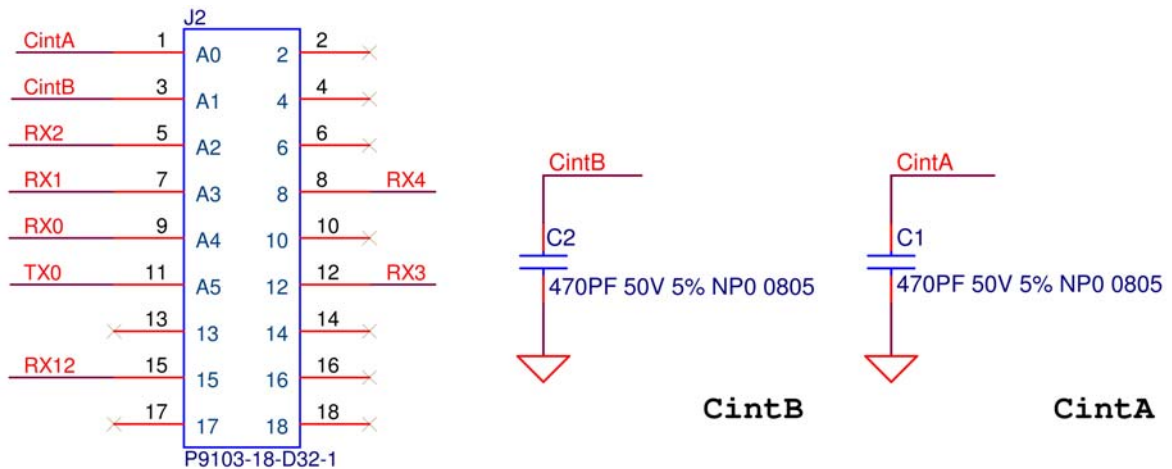 J2
CintA 1 A0 2 2
CintB 3 A1 4 4
RX2 5 A2 6 6
RX1 7 A3 8 8 RX4
RX0 9 A4 10 10
TX0 11 A5 12 12 RX3
13 13 14 14
RX12 15 15 16 16
17 17 18 18
P9103-18-D32-1
CintB
C2
470PF 50V 5% NP0 0805
CintB
CintA
C1
470PF 50V 5% NP0 0805
CintA